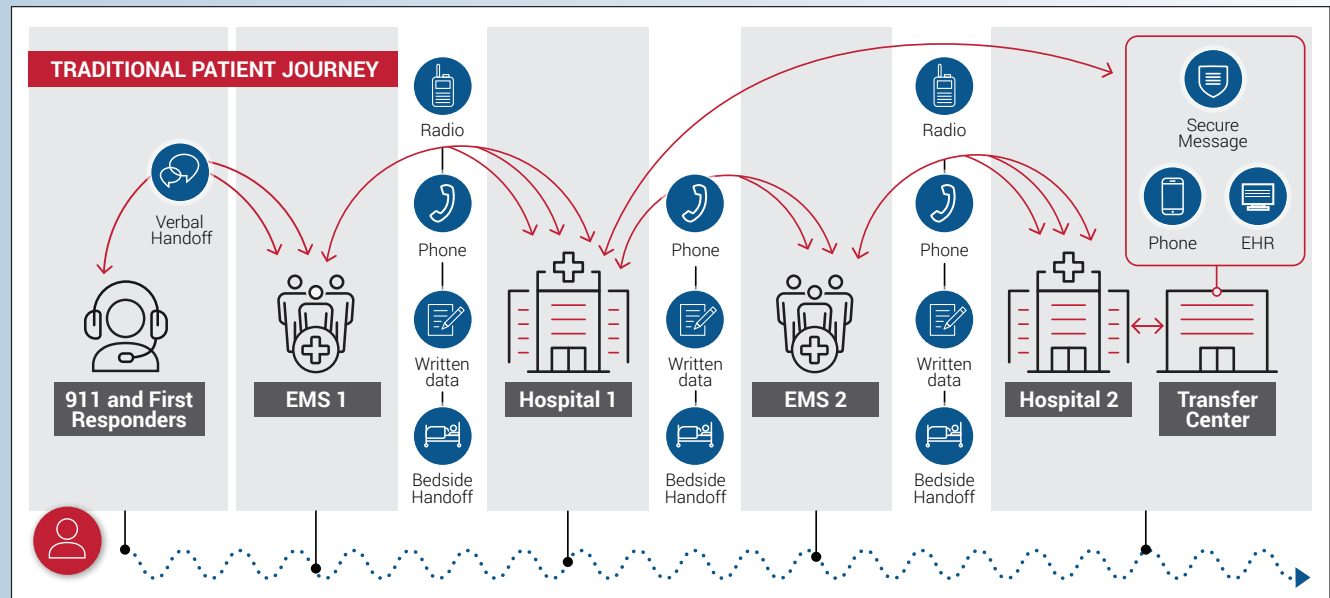 TRADITIONAL PATIENT JOURNEY
Verbal
Handoff
911 and First
Responders
EMS 1
Radio
Phone
Written
data
Bedside
Handoff
Hospital 1
Phone
Written
data
Bedside
Handoff
EMS 2
Radio
Phone
Written
data
Bedside
Handoff
Hospital 2
Secure
Message
Phone
EHR
Transfer
Center